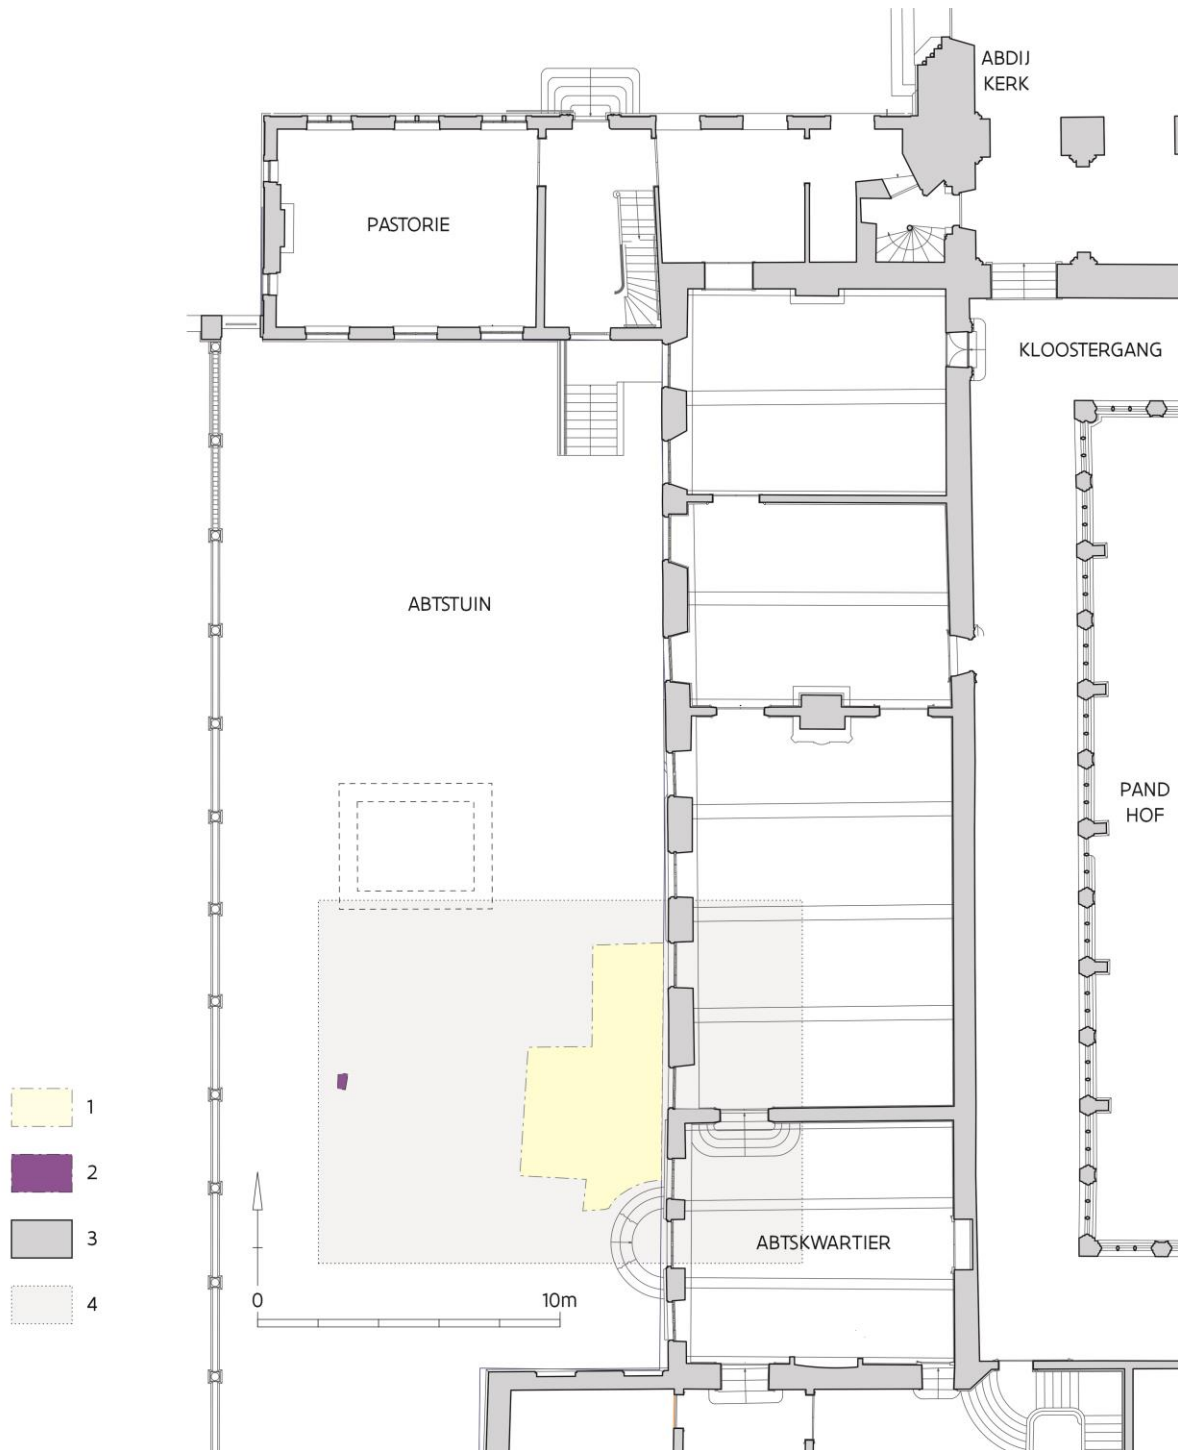 ABDIJ
KERK
PASTORIE
KLOOSTERGANG
ABTSTUIN
PAND
HOF
1
2
3
4
ABTSKWARTIER
0 10m